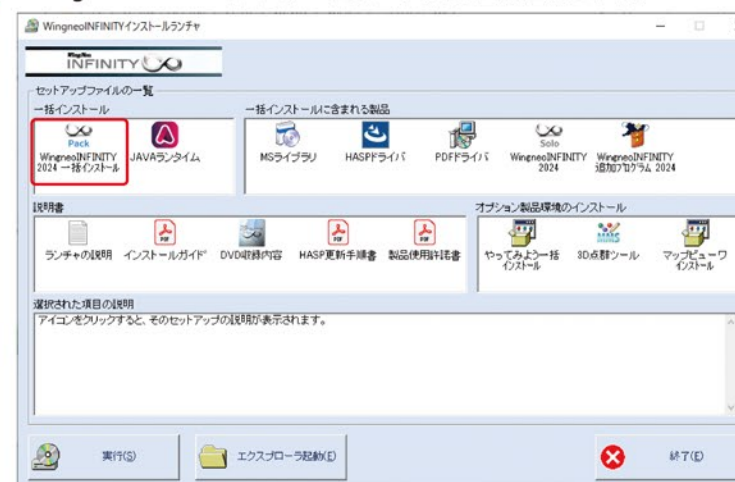 WingneoINFINITYインストールランチャ
WingNeo
INFINITY
セットアップファイルの一覧
一括インストール
Pack
WingneoINFINITY
2024 一括インストール
JAVAランタイム
一括インストールに含まれる製品
MSライブラリ
HASPドライバ
PDFドライバ
Solo
WingneoINFINITY
2024
WingneoINFINITY
追加プログラム 2024
説明書
ランチャの説明
PDF
インストールガイド
DVD収録内容
PDF
HASP更新手順書
PDF
製品使用許諾書
オプション製品環境のインストール
やってみよう一括
インストール
MMS
3D点群ツール
マップビューワ
インストール
選択された項目の説明
アイコンをクリックすると、そのセットアップの説明が表示されます。
実行(S)
エクスプローラ起動(E)
終了(E)